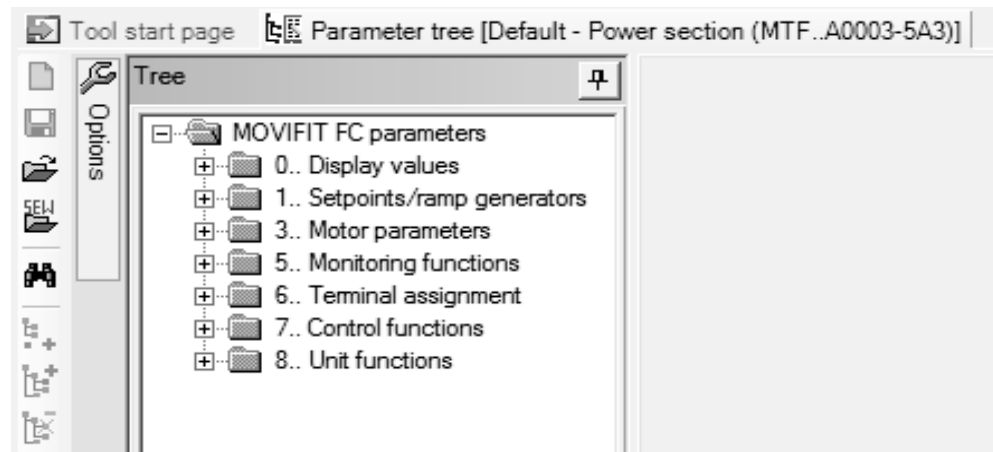 Tool start page
Parameter tree [Default - Power section (MTF..A0003-5A3)]
Options
Tree
MOVIFIT FC parameters
0.. Display values
1.. Setpoints/ramp generators
3.. Motor parameters
5.. Monitoring functions
6.. Terminal assignment
7.. Control functions
8.. Unit functions
SEW